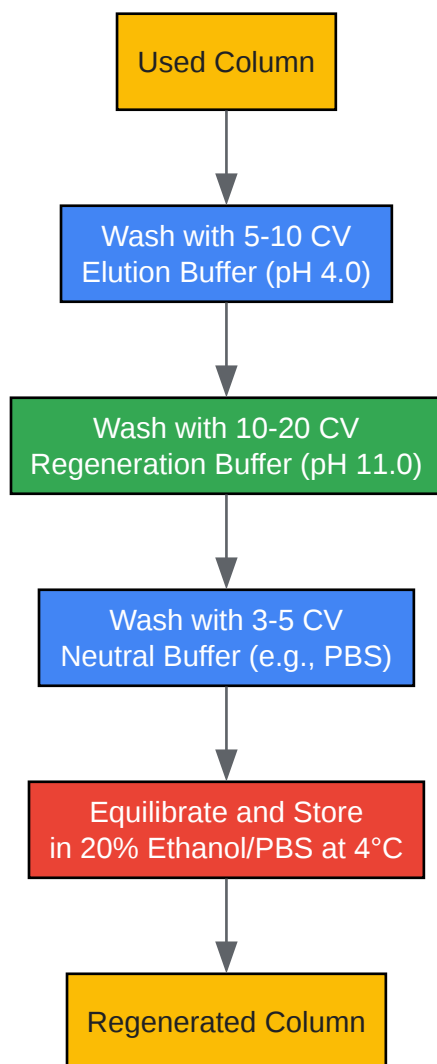 Used Column
Wash with 5-10 CV
Elution Buffer (pH 4.0)
Wash with 10-20 CV
Regeneration Buffer (pH 11.0)
Wash with 3-5 CV
Neutral Buffer (e.g., PBS)
Equilibrate and Store
in 20% Ethanol/PBS at 4°C
Regenerated Column